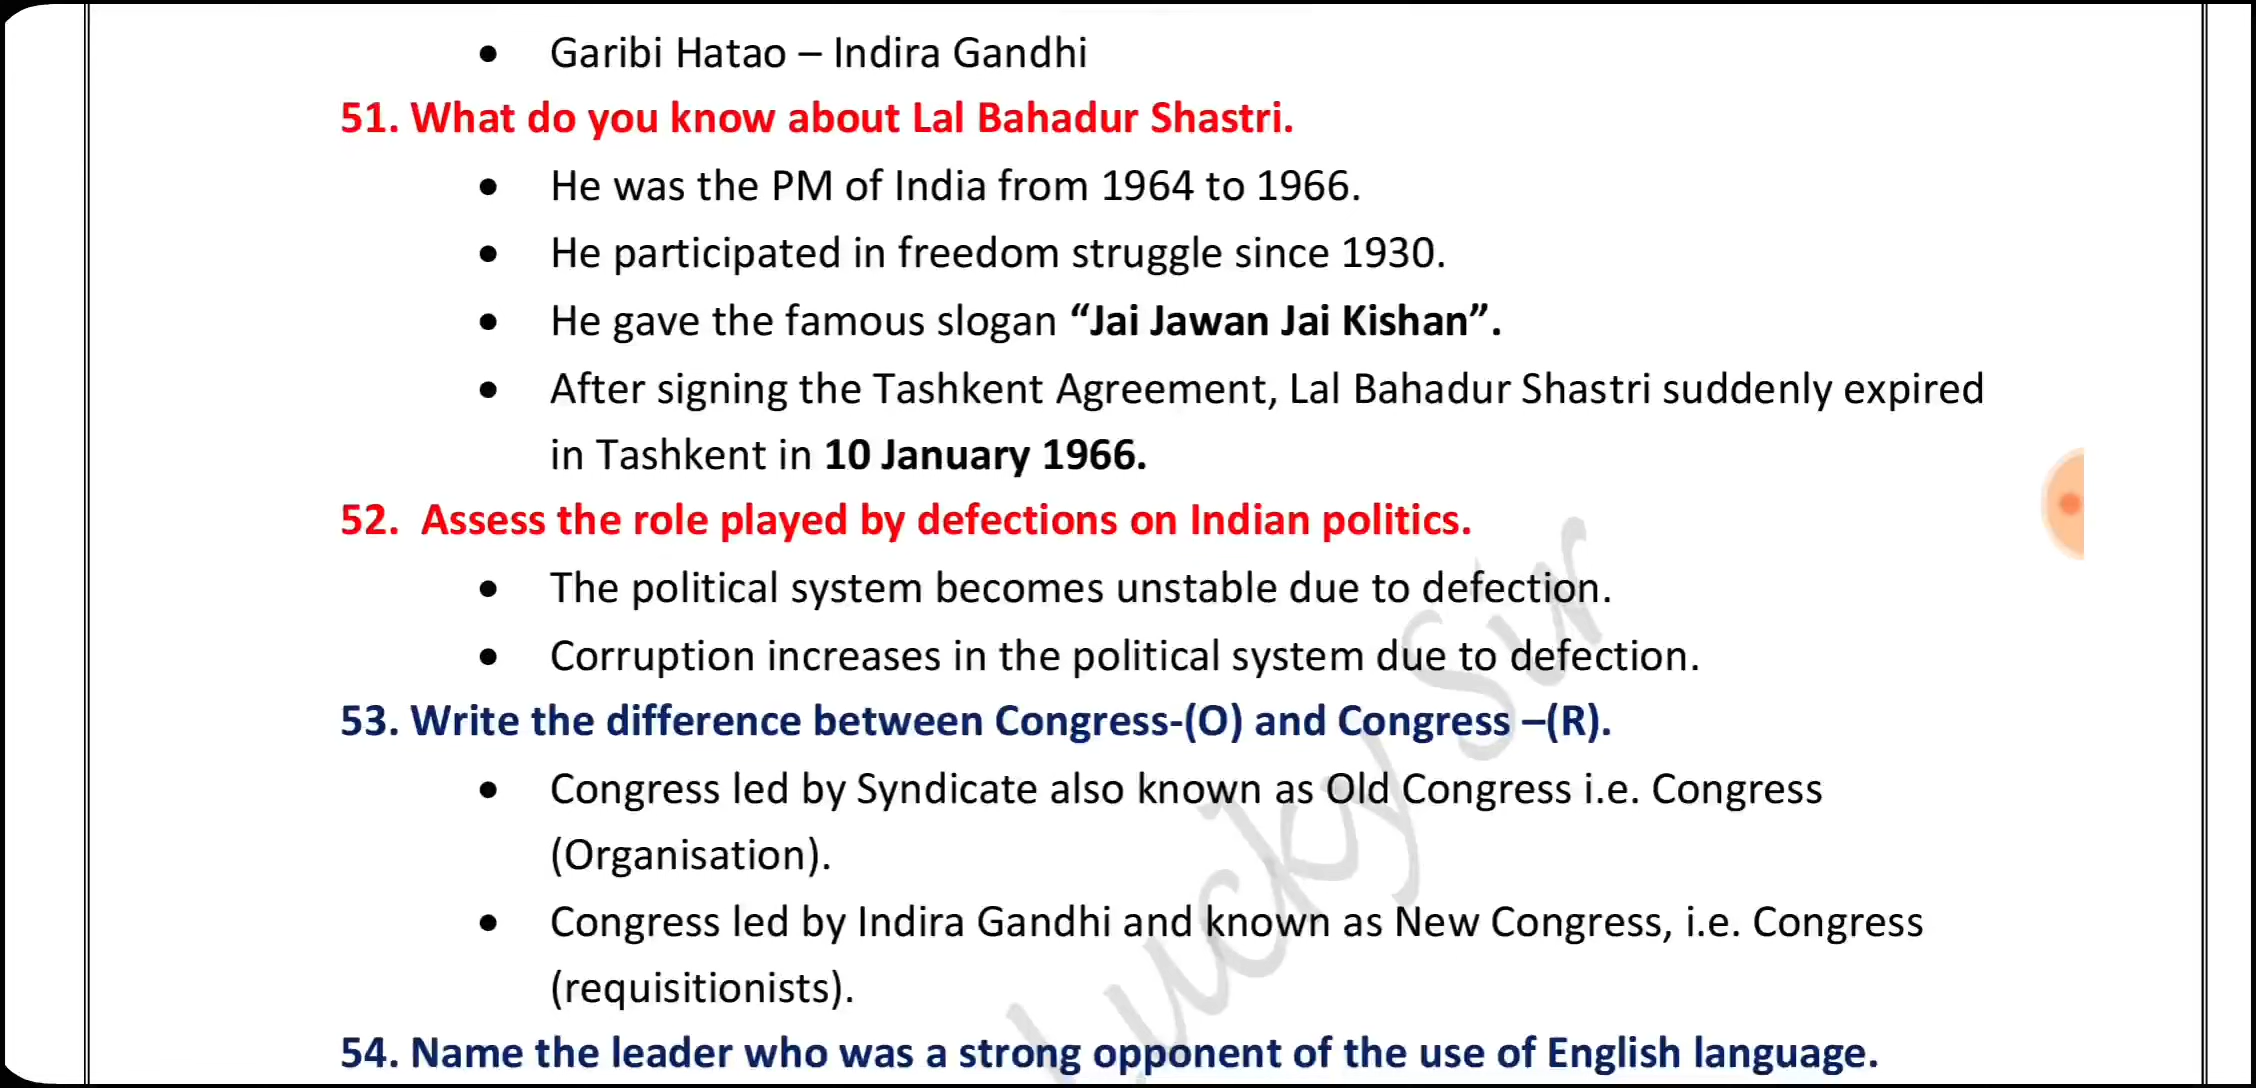 • Garibi Hatao – Indira Gandhi
51. What do you know about Lal Bahadur Shastri.
• He was the PM of India from 1964 to 1966.
• He participated in freedom struggle since 1930.
• He gave the famous slogan “Jai Jawan Jai Kishan”.
• After signing the Tashkent Agreement, Lal Bahadur Shastri suddenly expired
in Tashkent in 10 January 1966.
52. Assess the role played by defections on Indian politics.
• The political system becomes unstable due to defection.
• Corruption increases in the political system due to defection.
53. Write the difference between Congress-(O) and Congress –(R).
• Congress led by Syndicate also known as Old Congress i.e. Congress
(Organisation).
• Congress led by Indira Gandhi and known as New Congress, i.e. Congress
(requisitionists).
54. Name the leader who was a strong opponent of the use of English language.
Lucky Sir